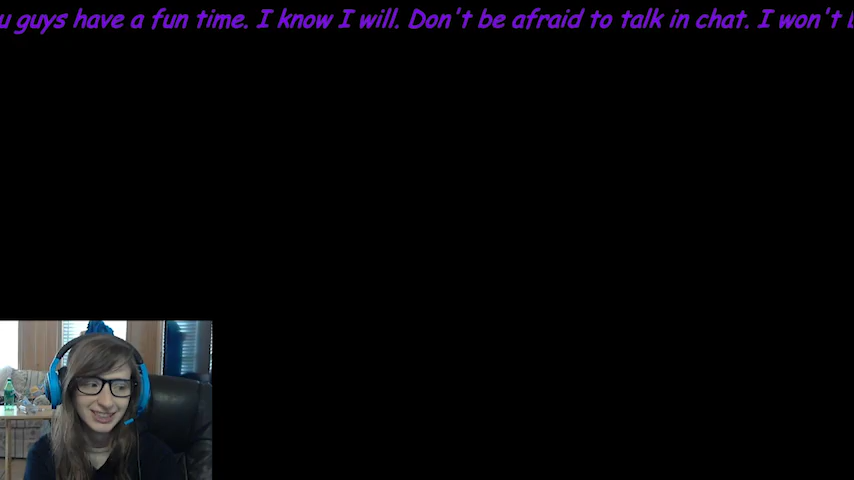 guys have a fun time. I know I will. Don't be afraid to talk in chat. I won't